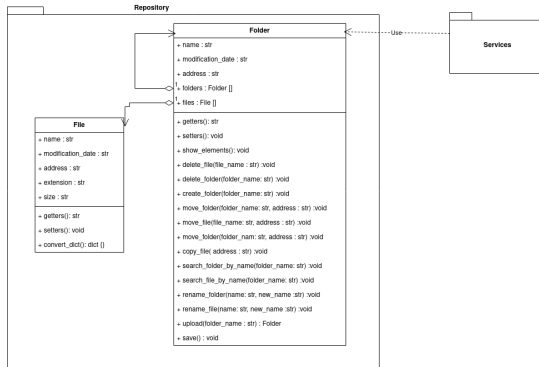 Repository
Folder
+ name : str
+ modification_date : str
+ address : str
1
+ folders : Folder []
1
+ files : File []
+ getters(): str
+ setters(): void
+ show_elements(): void
+ delete_file(file_name : str) :void
+ delete_folder(folder_name: str) :void
+ create_folder(folder_name: str) :void
+ move_folder(folder_name: str, address : str) :void
+ move_file(file_name: str, address : str) :void
+ move_folder(folder_nam: str, address : str) :void
+ copy_file( address : str) :void
+ search_folder_by_name(folder_name: str) :void
+ search_file_by_name(folder_name: str) :void
+ rename_folder(name: str, new_name :str) :void
+ rename_file(name: str, new_name :str) :void
+ upload(folder_name : str) : Folder
+ save() : void
File
+ name : str
+ modification_date : str
+ address : str
+ extension : str
+ size : str
+ getters(): str
+ setters(): void
+ convert_dict(): dict {}
Use
Services